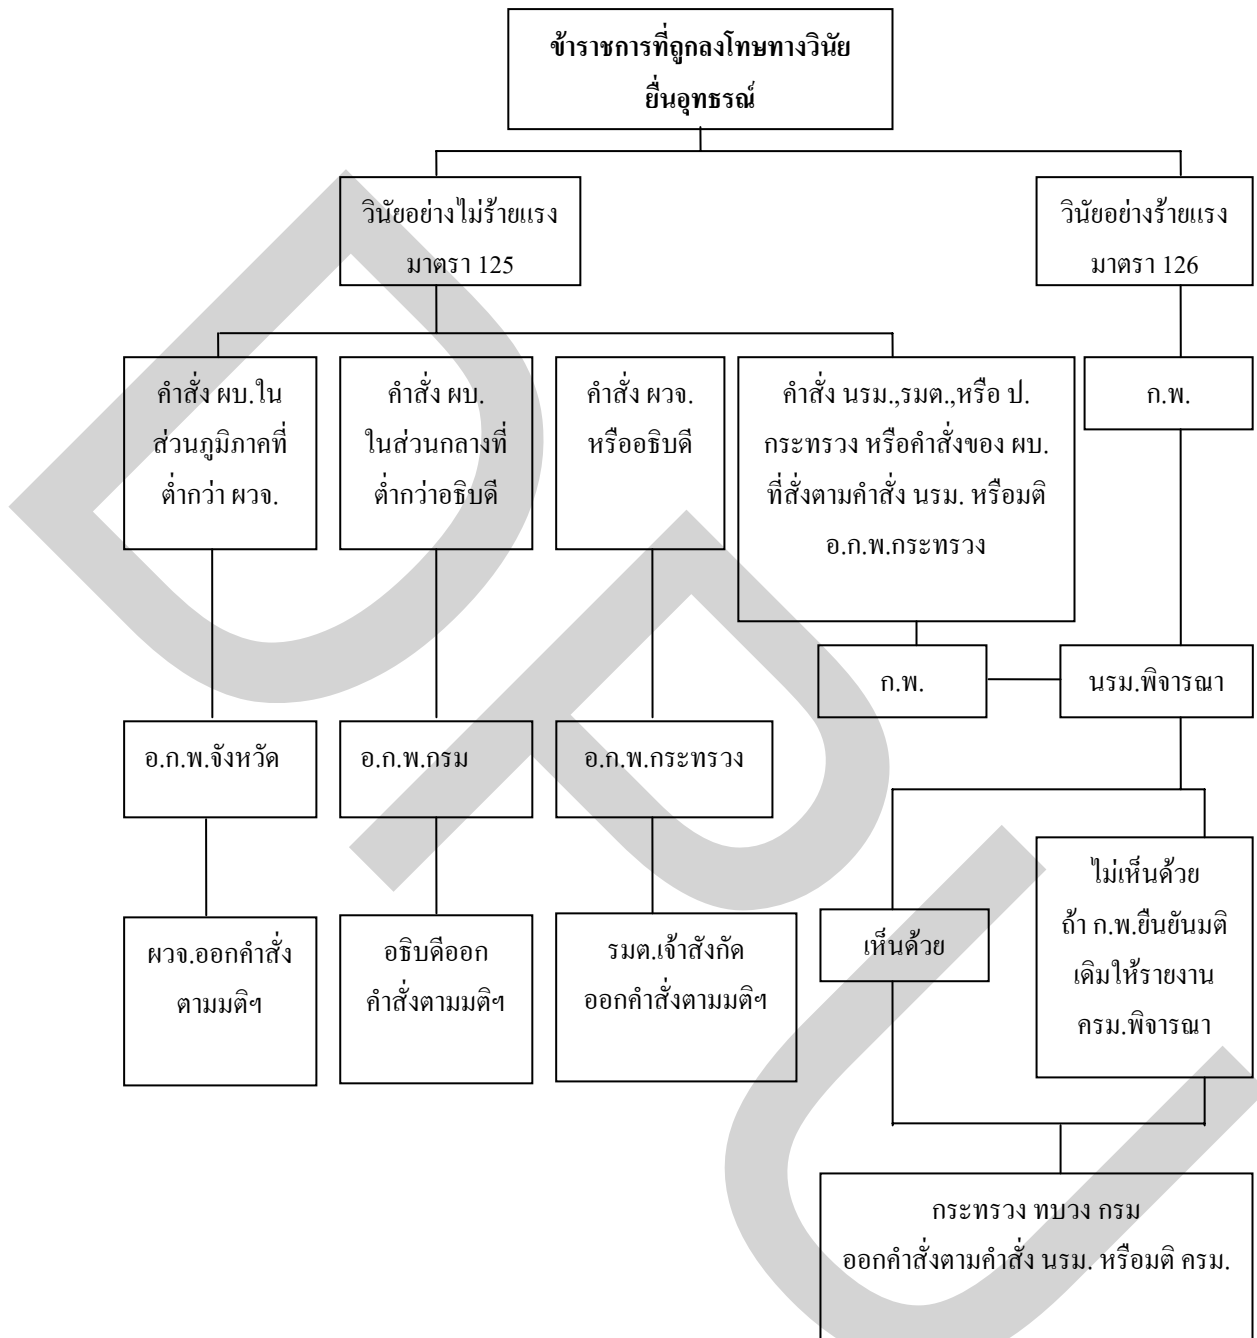 ข้าราชการที่ถูกลงโทษทางวินัย
ยื่นอุทธรณ์
วินัยอย่างไม่ร้ายแรง
มาตรา 125
วินัยอย่างร้ายแรง
มาตรา 126
คำสั่ง ผบ.ใน
ส่วนภูมิภาคที่
ต่ำกว่า ผวจ.
คำสั่ง ผบ.
ในส่วนกลางที่
ต่ำกว่าอธิบดี
คำสั่ง ผวจ.
หรืออธิบดี
คำสั่ง นรม.,รมต.,หรือ ป.
กระทรวง หรือคำสั่งของ ผบ.
ที่สั่งตามคำสั่ง นรม. หรือมติ
อ.ก.พ.กระทรวง
ก.พ.
ก.พ.
นรม.พิจารณา
อ.ก.พ.จังหวัด
อ.ก.พ.กรม
อ.ก.พ.กระทรวง
ผวจ.ออกคำสั่ง
ตามมติฯ
อธิบดีออก
คำสั่งตามมติฯ
รมต.เจ้าสังกัด
ออกคำสั่งตามมติฯ
เห็นด้วย
ไม่เห็นด้วย
ถ้า ก.พ.ยืนยันมติ
เดิมให้รายงาน
ครม.พิจารณา
กระทรวง ทบวง กรม
ออกคำสั่งตามคำสั่ง นรม. หรือมติ ครม.
DPU